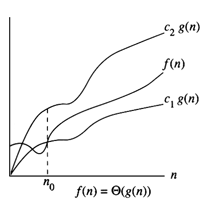 c₂ g(n)
f(n)
c₁ g(n)
n₀
n
f(n) = Θ(g(n))